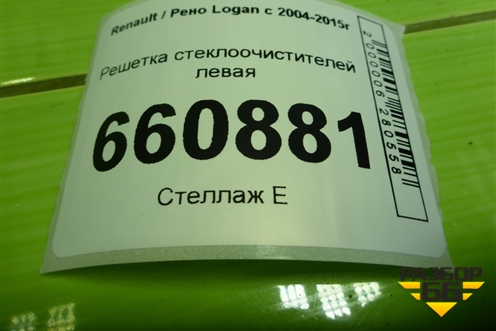 Renault / Рено Logan с 2004-2015г
Решетка стеклоочистителей
левая
660881
Стеллаж Е
2000006280558
РАЗБОР
66